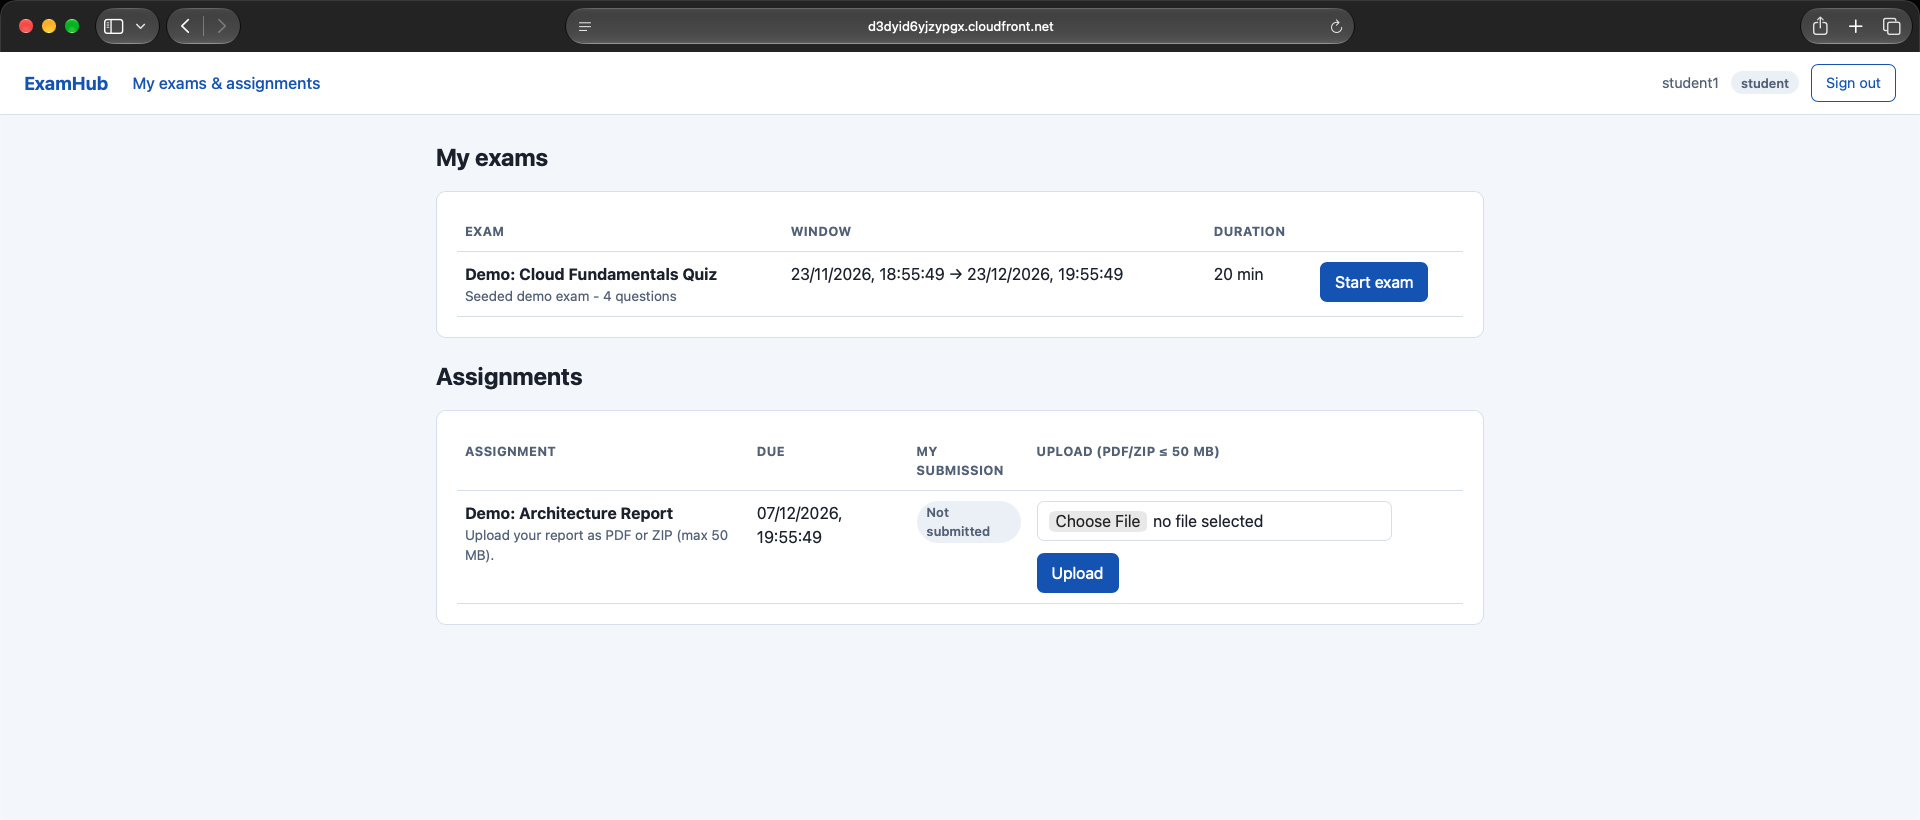 d3dyid6yjzypgx.cloudfront.net
ExamHub My exams & assignments student1 student Sign out
My exams
EXAM WINDOW DURATION
Demo: Cloud Fundamentals Quiz 23/11/2026, 18:55:49 → 23/12/2026, 19:55:49 20 min Start exam
Seeded demo exam - 4 questions
Assignments
ASSIGNMENT DUE MY SUBMISSION UPLOAD (PDF/ZIP ≤ 50 MB)
Demo: Architecture Report
Upload your report as PDF or ZIP (max 50
MB).
07/12/2026,
19:55:49
Not
submitted
Choose File no file selected
Upload